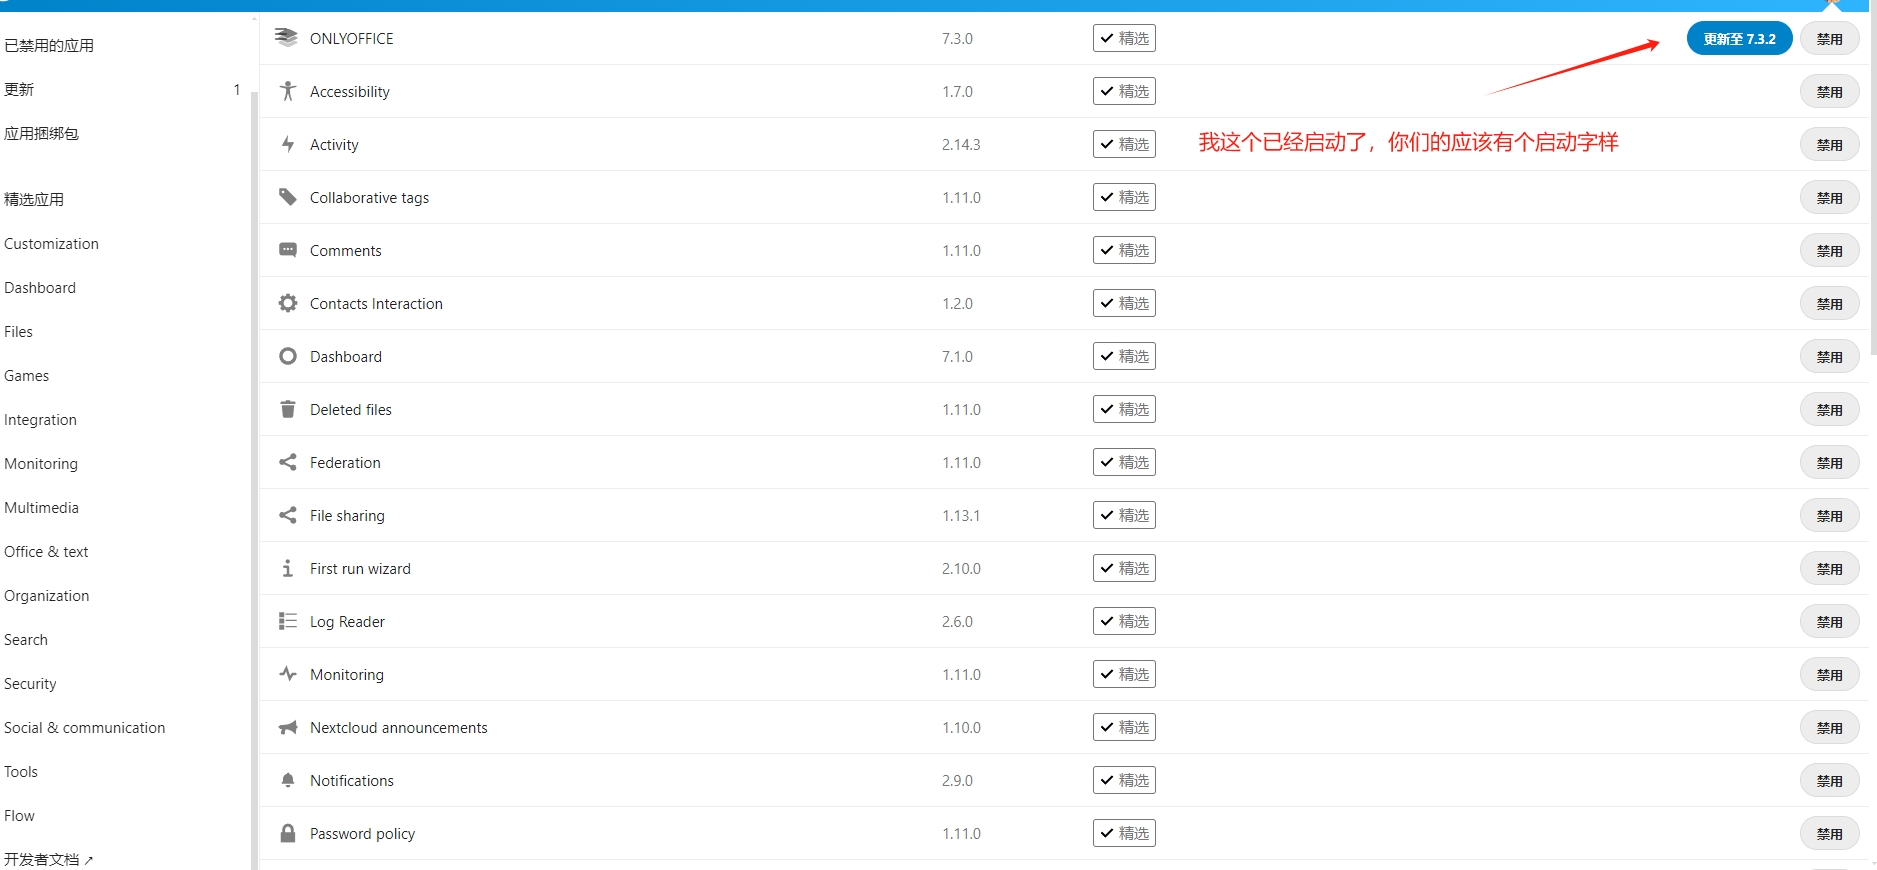 已禁用的应用
更新 1
应用捆绑包
精选应用
Customization
Dashboard
Files
Games
Integration
Monitoring
Multimedia
Office & text
Organization
Search
Security
Social & communication
Tools
Flow
开发者文档 ↗
ONLYOFFICE 7.3.0 ✔ 精选 更新至 7.3.2 禁用
Accessibility 1.7.0 ✔ 精选 禁用
Activity 2.14.3 ✔ 精选 我这个已经启动了，你们的应该有个启动字样 禁用
Collaborative tags 1.11.0 ✔ 精选 禁用
Comments 1.11.0 ✔ 精选 禁用
Contacts Interaction 1.2.0 ✔ 精选 禁用
Dashboard 7.1.0 ✔ 精选 禁用
Deleted files 1.11.0 ✔ 精选 禁用
Federation 1.11.0 ✔ 精选 禁用
File sharing 1.13.1 ✔ 精选 禁用
First run wizard 2.10.0 ✔ 精选 禁用
Log Reader 2.6.0 ✔ 精选 禁用
Monitoring 1.11.0 ✔ 精选 禁用
Nextcloud announcements 1.10.0 ✔ 精选 禁用
Notifications 2.9.0 ✔ 精选 禁用
Password policy 1.11.0 ✔ 精选 禁用